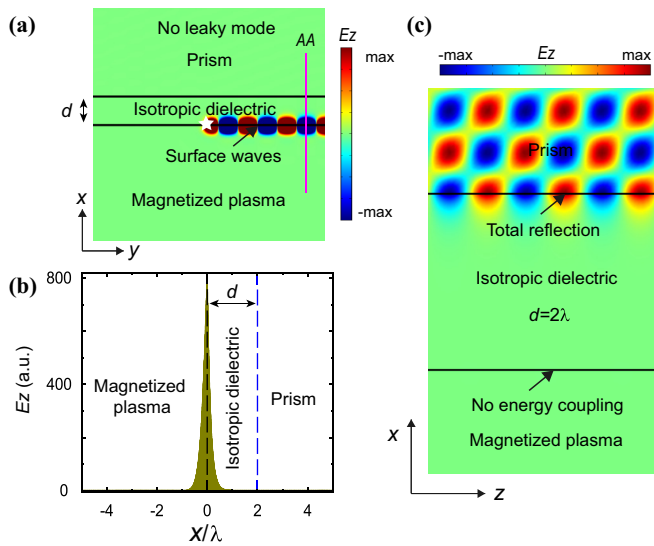 (a)
No leaky mode
Prism
AA
Ez
max
d
Isotropic dielectric
Surface waves
Magnetized plasma
-max
x
y
(b)
800
400
0
Ez (a.u.)
d
Magnetized
plasma
Isotropic dielectric
Prism
-4 -2 0 2 4
x/λ
(c)
-max Ez max
Prism
Total reflection
Isotropic dielectric
d=2λ
No energy coupling
Magnetized plasma
x
z